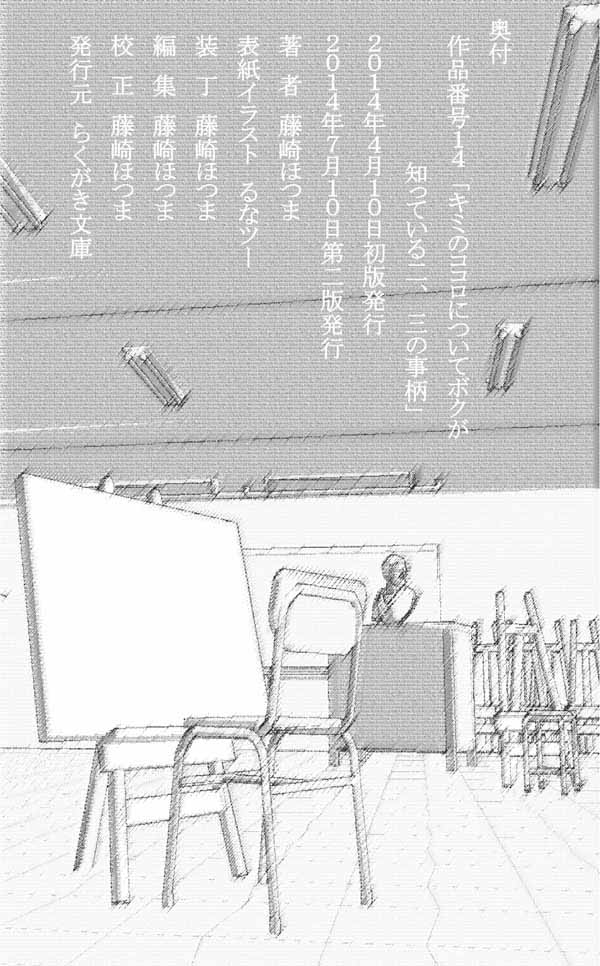 奥付
作品番号14「キミのココロについてボクが
知っている二、三の事柄」
2014年4月10日初版発行
2014年7月10日第二版発行
著　者　藤崎ほつま
表紙イラスト　るなツー
装　丁　藤崎ほつま
編　集　藤崎ほつま
校　正　藤崎ほつま
発行元　らくがき文庫